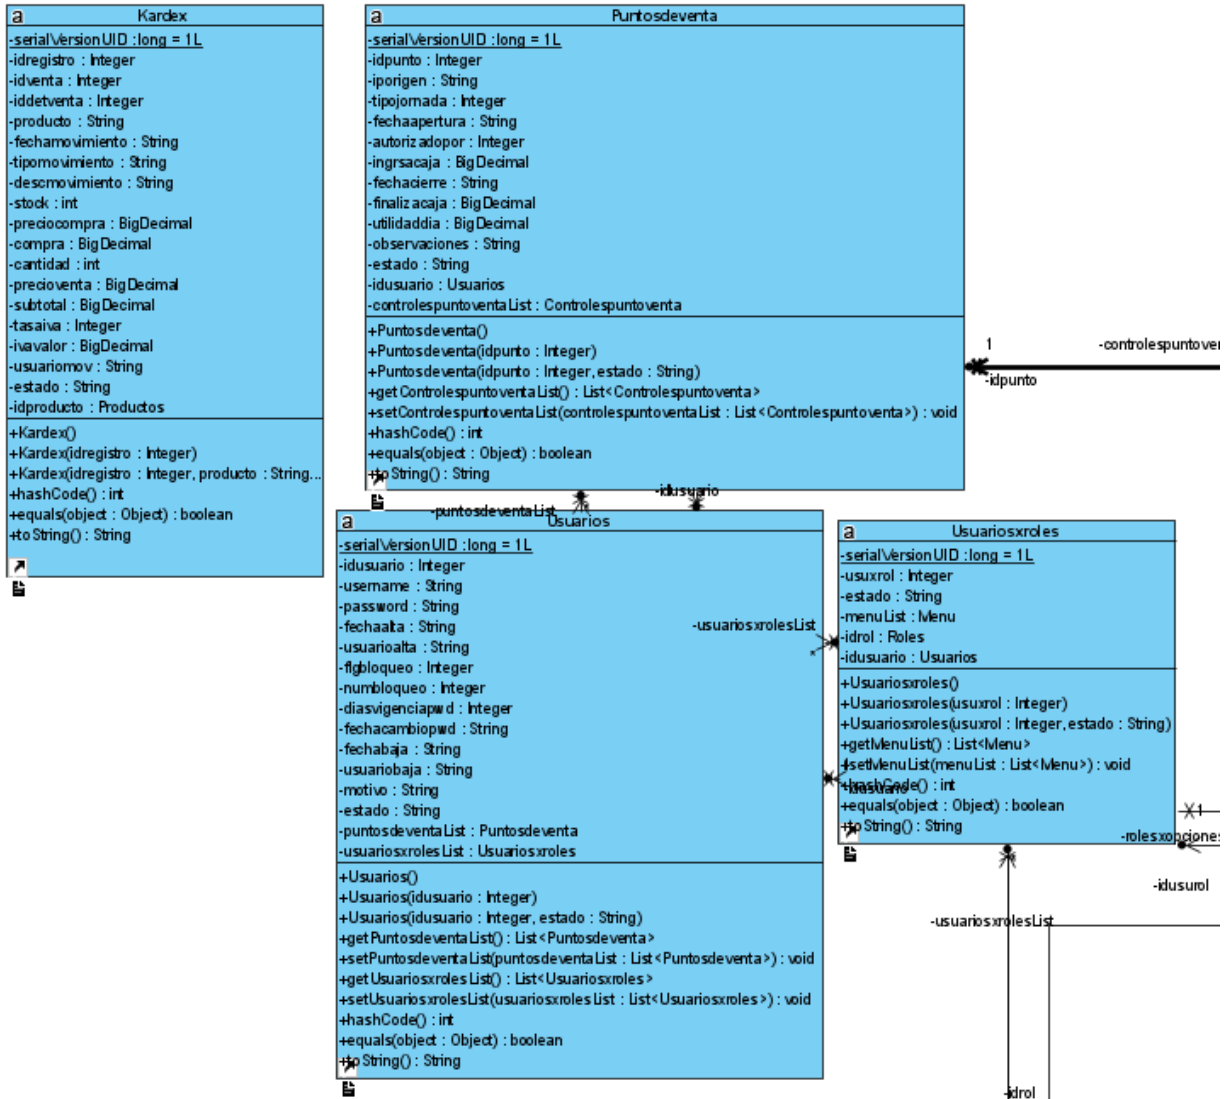 a
Kardex
-serialVersionUID : long = 1L
-idregistro : Integer
-idventa : Integer
-iddetventa : Integer
-producto : String
-fechamovimiento : String
-tipomovimiento : String
-descmovimiento : String
-stock : int
-preciocompra : BigDecimal
-compra : BigDecimal
-cantidad : int
-precioventa : BigDecimal
-subtotal : BigDecimal
-tasaiva : Integer
-ivavalor : BigDecimal
-usuariomov : String
-estado : String
-idproducto : Productos
+Kardex()
+Kardex(idregistro : Integer)
+Kardex(idregistro : Integer, producto : String...
+hashCode() : int
+equals(object : Object) : boolean
+toString() : String
a
Puntosdeventa
-serialVersionUID : long = 1L
-idpunto : Integer
-iporigen : String
-tipojornada : Integer
-fechaapertura : String
-autorizadopor : Integer
-ingrsacaja : BigDecimal
-fechacierre : String
-finalizacaja : BigDecimal
-utilidaddia : BigDecimal
-observaciones : String
-estado : String
-idusuario : Usuarios
-controlespuntoventaList : Controlespuntoventa
+Puntosdeventa()
+Puntosdeventa(idpunto : Integer)
+Puntosdeventa(idpunto : Integer, estado : String)
+getControlespuntoventaList() : List<Controlespuntoventa>
+setControlespuntoventaList(controlespuntoventaList : List<Controlespuntoventa>) : void
+hashCode() : int
+equals(object : Object) : boolean
+toString() : String
1
-controlespuntoven
-idpunto
-idusuario
-puntosdeventaList
a
Usuarios
-serialVersionUID : long = 1L
-idusuario : Integer
-username : String
-password : String
-fechaalta : String
-usuarioalta : String
-flgbloqueo : Integer
-numbloqueo : Integer
-diasvigenciapwd : Integer
-fechacambiopwd : String
-fechabaja : String
-usuariobaja : String
-motivo : String
-estado : String
-puntosdeventaList : Puntosdeventa
-usuariosxrolesList : Usuariosxroles
+Usuarios()
+Usuarios(idusuario : Integer)
+Usuarios(idusuario : Integer, estado : String)
+getPuntosdeventaList() : List<Puntosdeventa>
+setPuntosdeventaList(puntosdeventaList : List<Puntosdeventa>) : void
+getUsuariosxrolesList() : List<Usuariosxroles>
+setUsuariosxrolesList(usuariosxrolesList : List<Usuariosxroles>) : void
+hashCode() : int
+equals(object : Object) : boolean
+toString() : String
-usuariosxrolesList
-idusuario
a
Usuariosxroles
-serialVersionUID : long = 1L
-usuxrol : Integer
-estado : String
-menuList : Menu
-idrol : Roles
-idusuario : Usuarios
+Usuariosxroles()
+Usuariosxroles(usuxrol : Integer)
+Usuariosxroles(usuxrol : Integer, estado : String)
+getMenuList() : List<Menu>
+setMenuList(menuList : List<Menu>) : void
+hashCode() : int
+equals(object : Object) : boolean
+toString() : String
1
-rolesxopciones
-idusurol
-usuariosxrolesList
-idrol